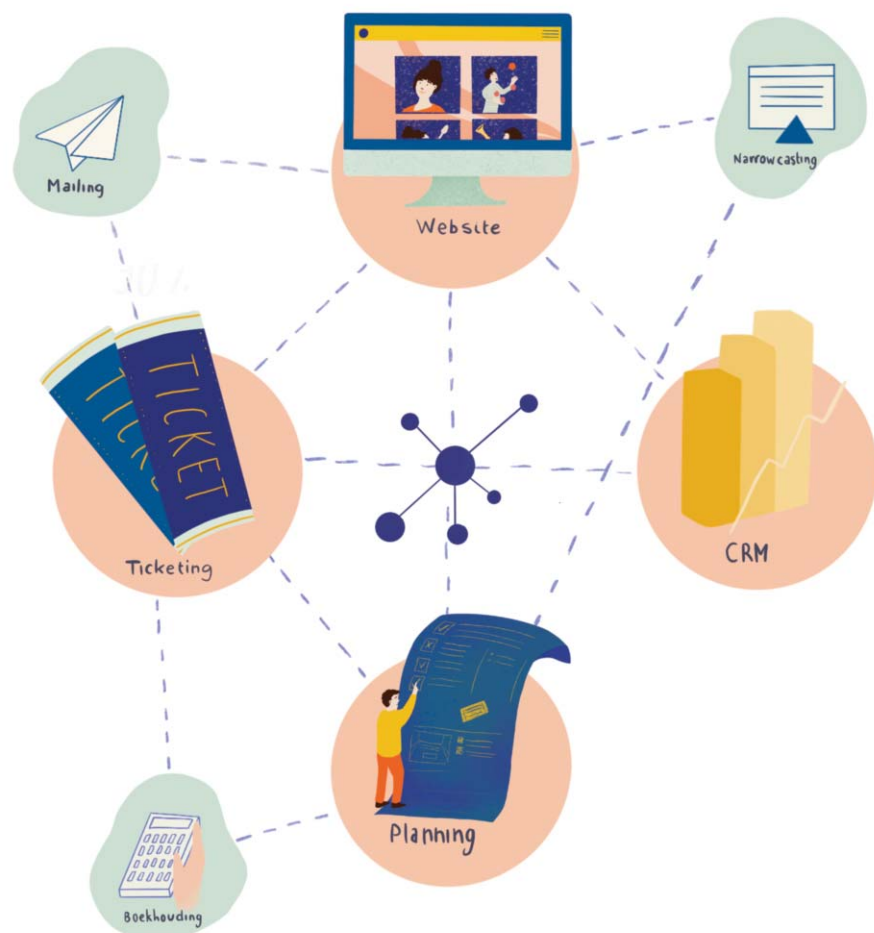 Mailing
Website
Narrowcasting
TICKET
Ticketing
CRM
Planning
Boekhouding